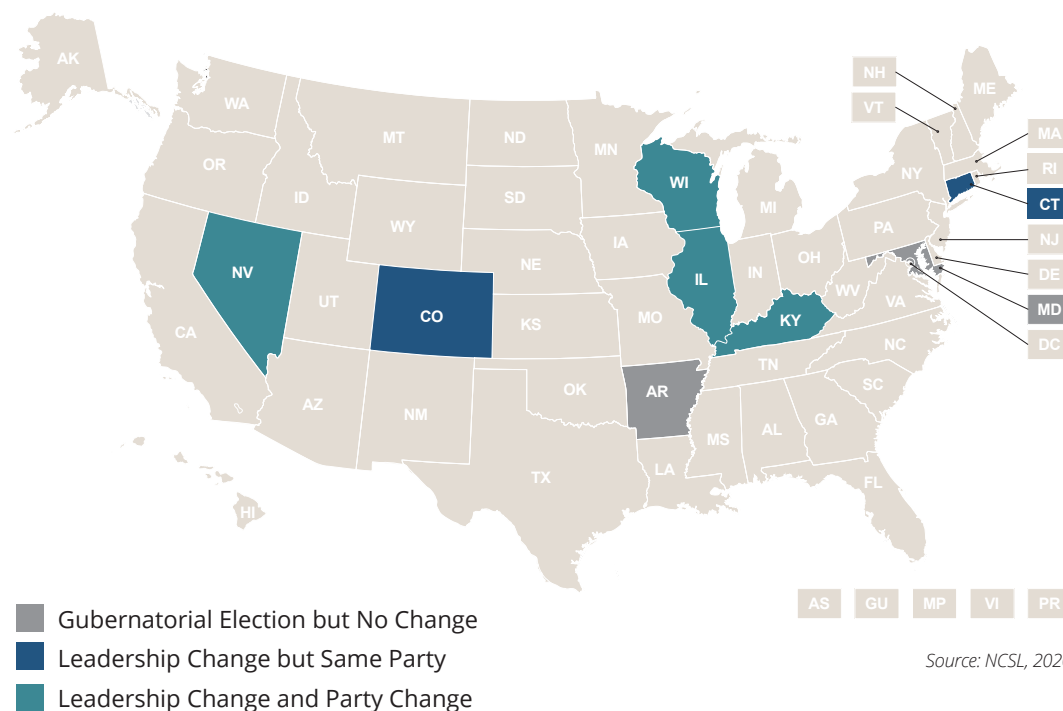 AK
WA
OR
CA
NV
ID
MT
WY
UT
AZ
CO
NM
ND
SD
NE
KS
OK
TX
MN
IA
MO
AR
LA
WI
IL
MI
IN
OH
KY
TN
MS
AL
GA
FL
SC
NC
VA
WV
PA
NY
ME
NH
VT
MA
RI
CT
NJ
DE
MD
DC
HI
AS GU MP VI PR
Gubernatorial Election but No Change
Leadership Change but Same Party
Leadership Change and Party Change
Source: NCSL,